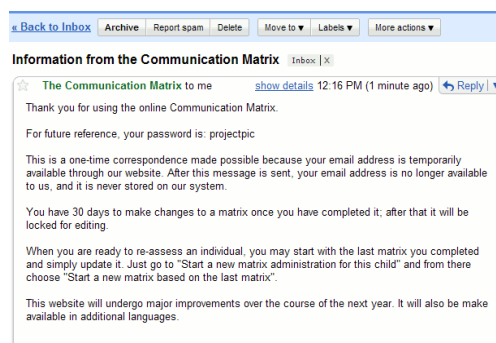 « Back to Inbox Archive Report spam Delete Move to ▼ Labels ▼ More actions ▼
Information from the Communication Matrix Inbox | X
The Communication Matrix to me show details 12:16 PM (1 minute ago) Reply ▼
Thank you for using the online Communication Matrix.
For future reference, your password is: projectpic
This is a one-time correspondence made possible because your email address is temporarily
available through our website. After this message is sent, your email address is no longer available
to us, and it is never stored on our system.
You have 30 days to make changes to a matrix once you have completed it; after that it will be
locked for editing.
When you are ready to re-assess an individual, you may start with the last matrix you completed
and simply update it. Just go to "Start a new matrix administration for this child" and from there
choose "Start a new matrix based on the last matrix".
This website will undergo major improvements over the course of the next year. It will also be make
available in additional languages.